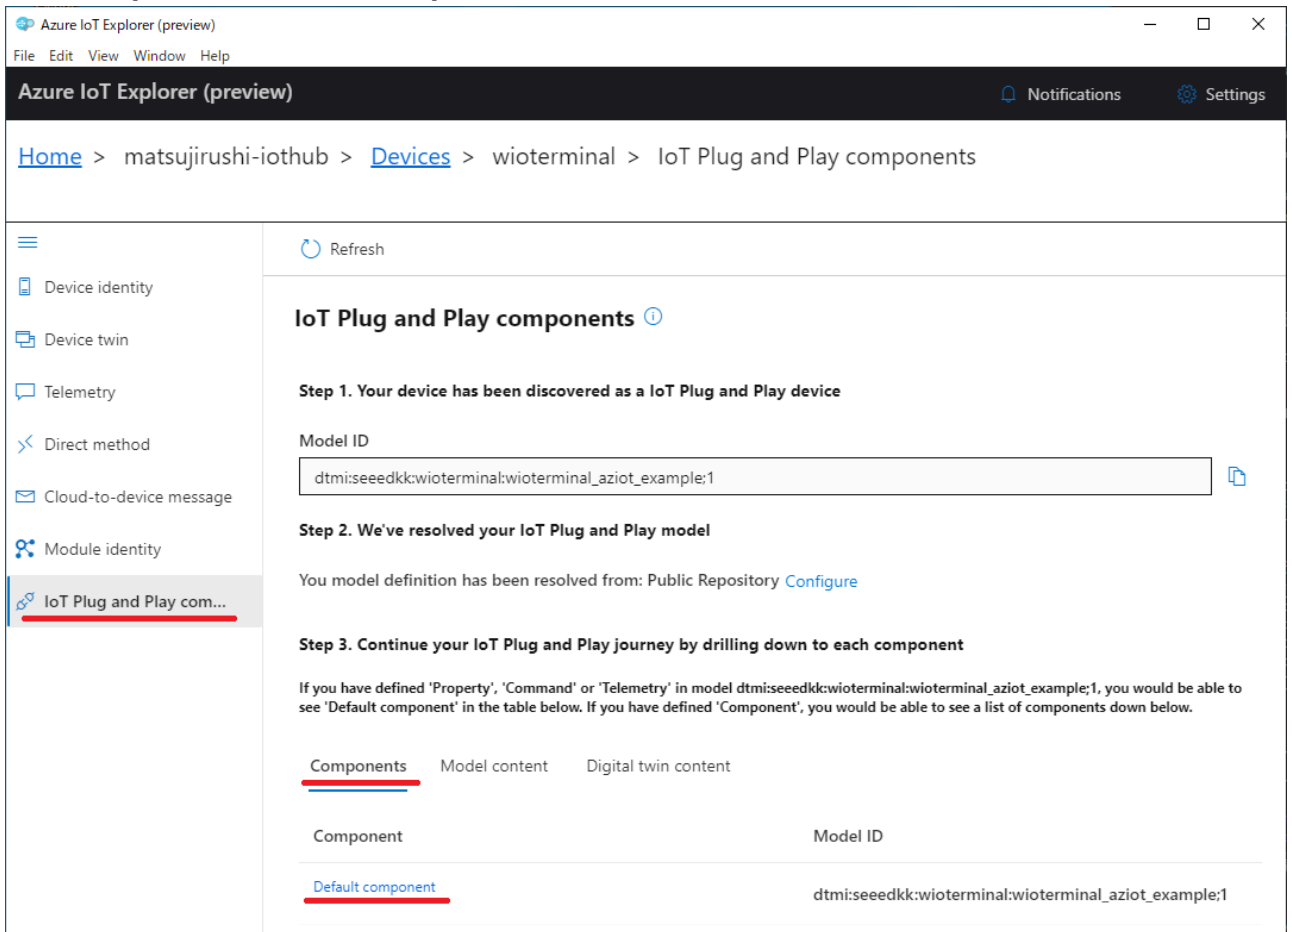 Azure IoT Explorer (preview)
File Edit View Window Help
Azure IoT Explorer (preview)
Notifications
Settings
Home > matsujirushi-iothub > Devices > wioterminal > IoT Plug and Play components
Refresh
Device identity
Device twin
Telemetry
Direct method
Cloud-to-device message
Module identity
IoT Plug and Play com...
IoT Plug and Play components
Step 1. Your device has been discovered as a IoT Plug and Play device
Model ID
dtmi:seeedkk:wioterminal:wioterminal_aziot_example;1
Step 2. We've resolved your IoT Plug and Play model
You model definition has been resolved from: Public Repository Configure
Step 3. Continue your IoT Plug and Play journey by drilling down to each component
If you have defined 'Property', 'Command' or 'Telemetry' in model dtmi:seeedkk:wioterminal:wioterminal_aziot_example;1, you would be able to
see 'Default component' in the table below. If you have defined 'Component', you would be able to see a list of components down below.
Components Model content Digital twin content
Component Model ID
Default component dtmi:seeedkk:wioterminal:wioterminal_aziot_example;1